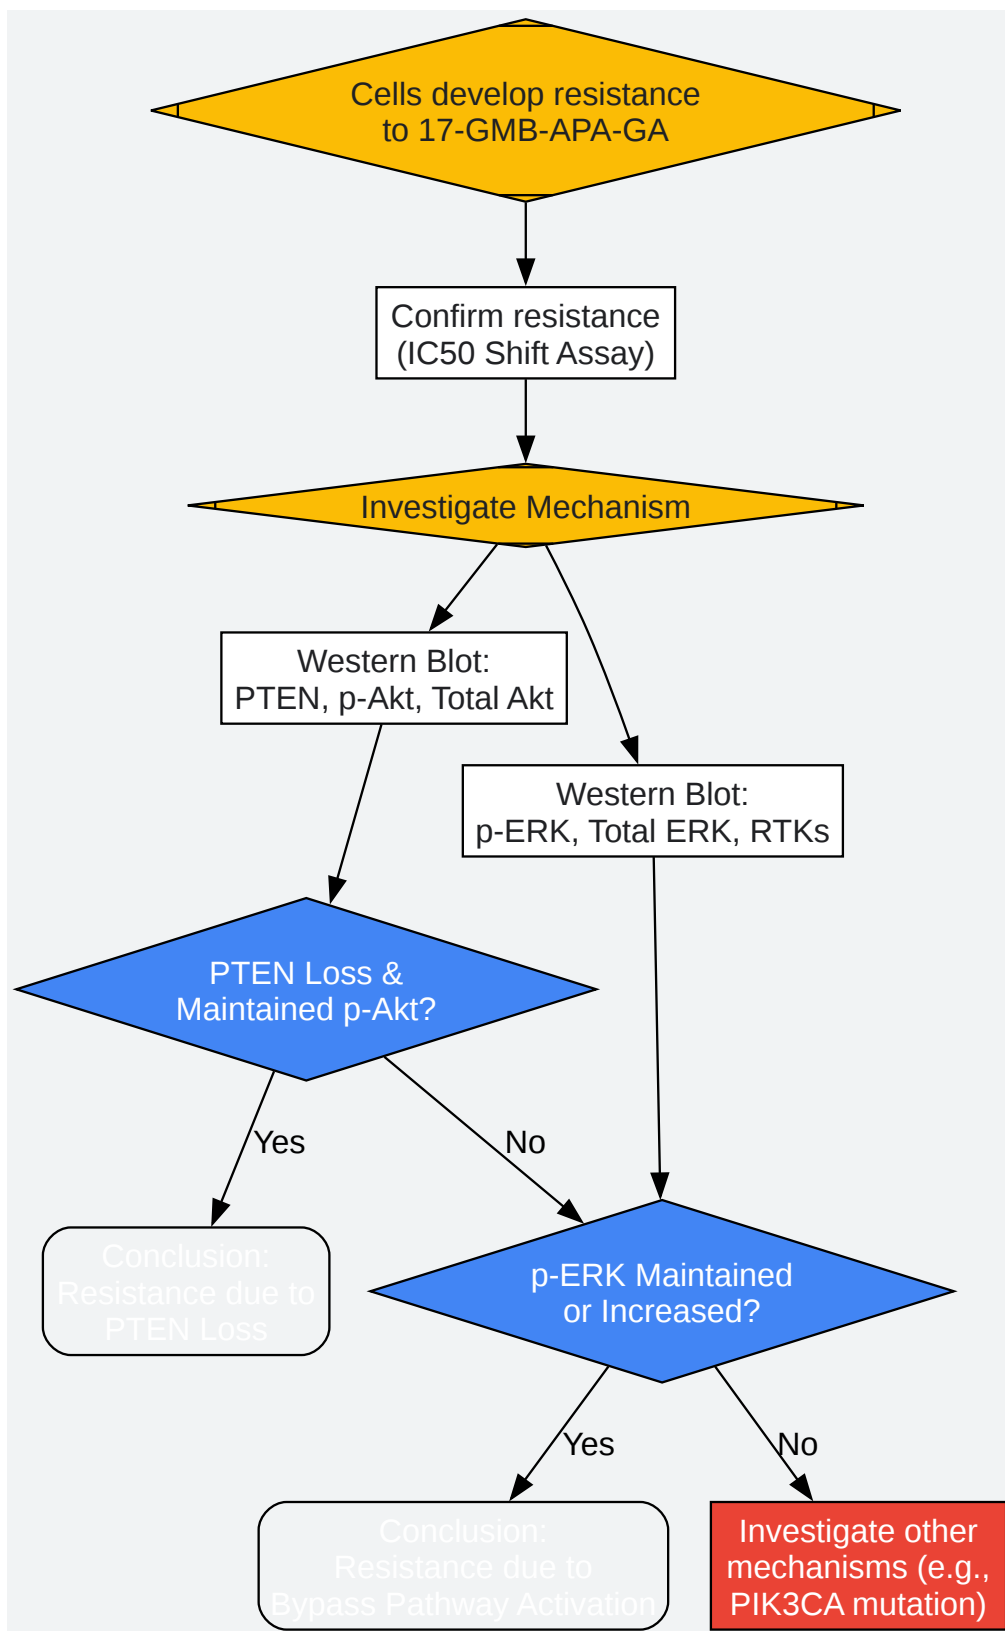 Cells develop resistance
to 17-GMB-APA-GA
Confirm resistance
(IC50 Shift Assay)
Investigate Mechanism
Western Blot:
PTEN, p-Akt, Total Akt
Western Blot:
p-ERK, Total ERK, RTKs
PTEN Loss &
Maintained p-Akt?
Yes
No
Conclusion:
Resistance due to
PTEN Loss
p-ERK Maintained
or Increased?
Yes
No
Conclusion:
Resistance due to
Bypass Pathway Activation
Investigate other
mechanisms (e.g.,
PIK3CA mutation)